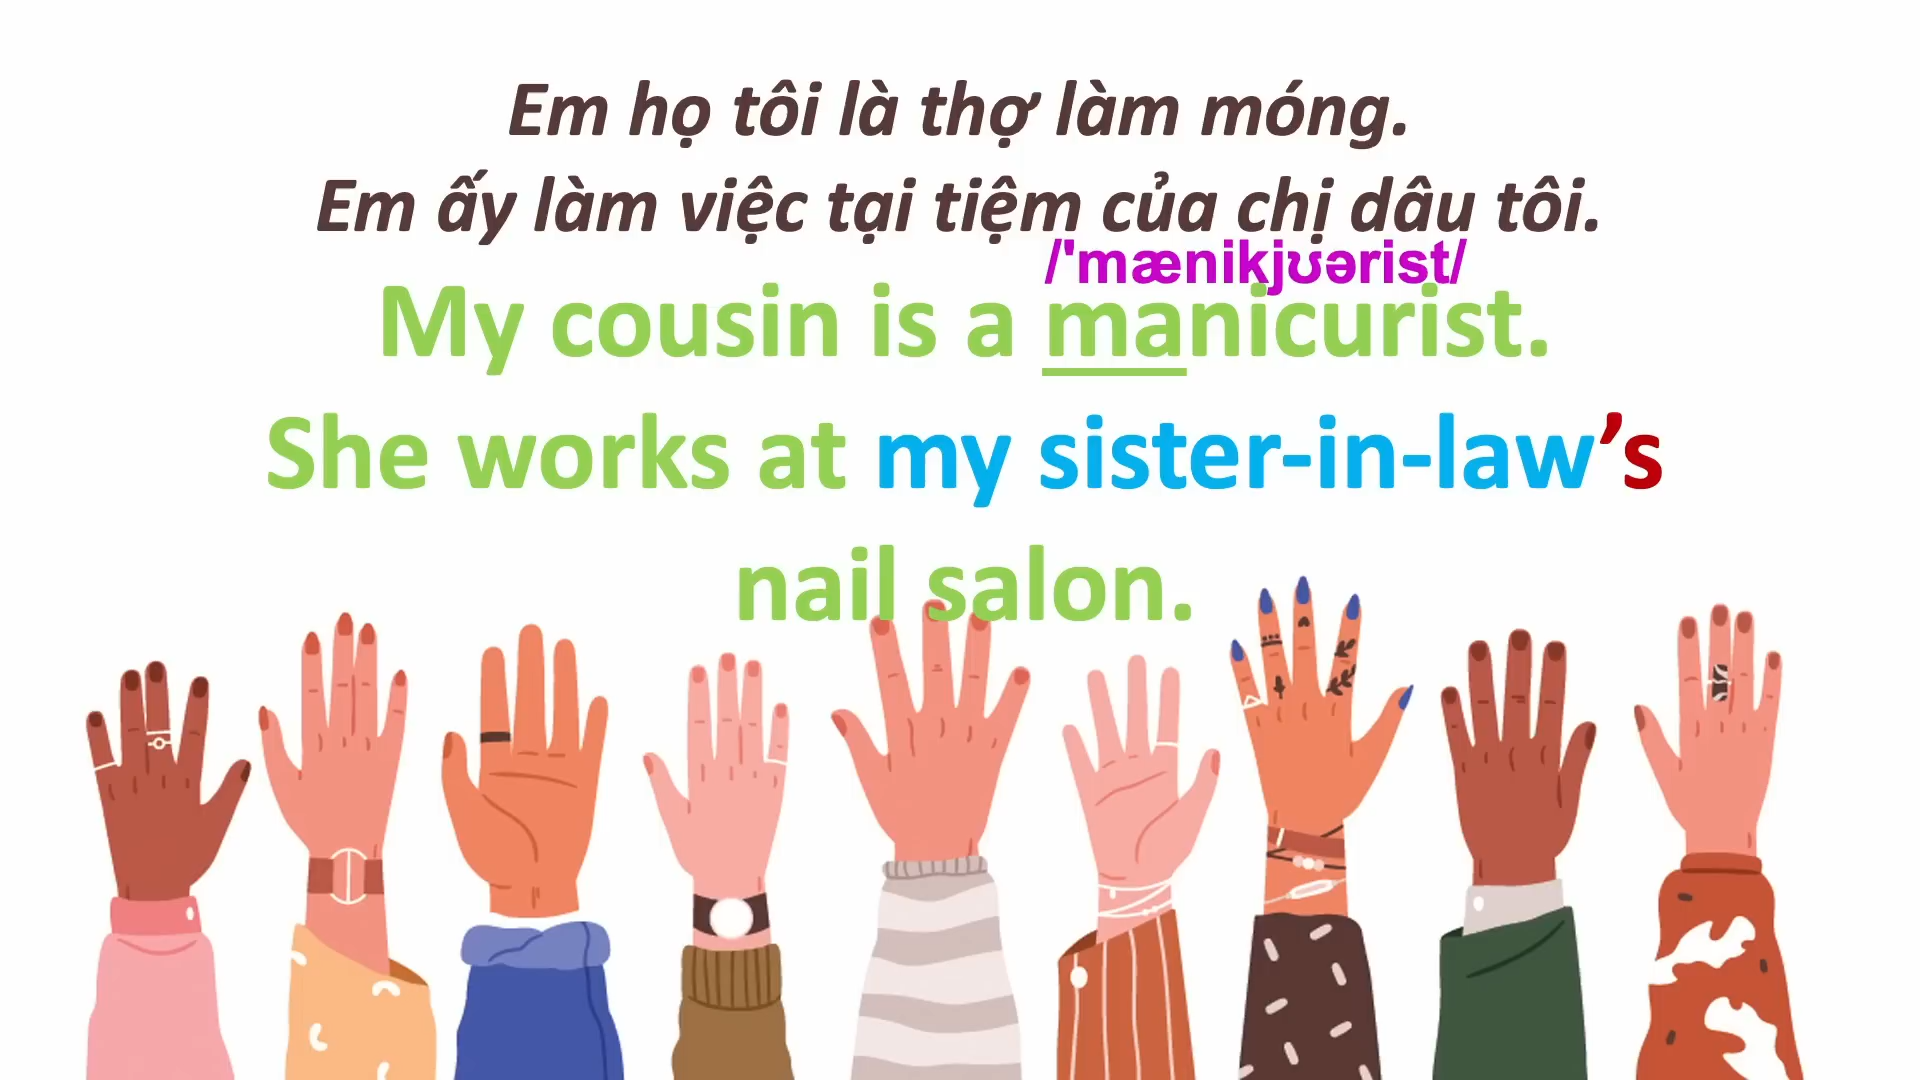 Em họ tôi là thợ làm móng.
Em ấy làm việc tại tiệm của chị dâu tôi.
/'mænikjʊərist/
My cousin is a manicurist.
She works at my sister-in-law’s
nail salon.